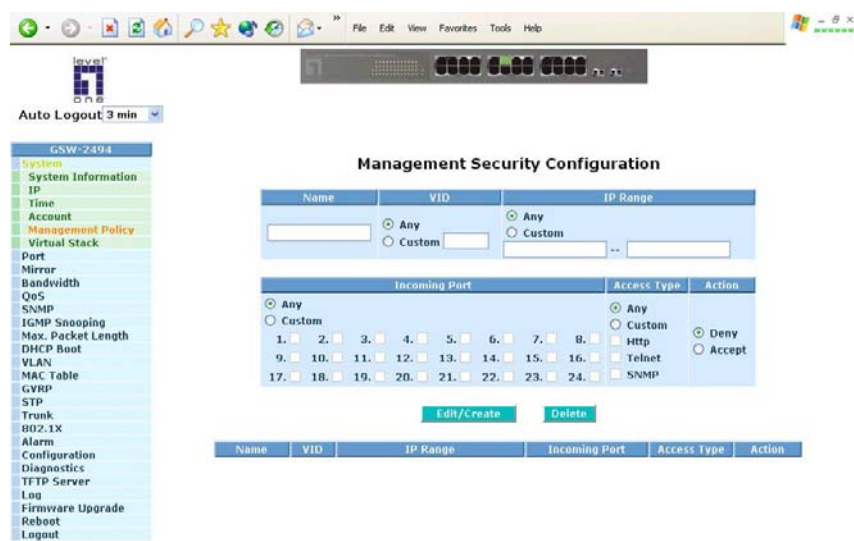 File Edit View Favorites Tools Help
level
one
Auto Logout 3 min
GSW-2494
System
System Information
IP
Time
Account
Management Policy
Virtual Stack
Port
Mirror
Bandwidth
QoS
SNMP
IGMP Snooping
Max. Packet Length
DHCP Boot
VLAN
MAC Table
GVRP
STP
Trunk
802.1X
Alarm
Configuration
Diagnostics
TFTP Server
Log
Firmware Upgrade
Reboot
Logout
Management Security Configuration
Name VID IP Range
Any
Custom
Any
Custom
--
Incoming Port Access Type Action
Any
Custom
1. 2. 3. 4. 5. 6. 7. 8.
9. 10. 11. 12. 13. 14. 15. 16.
17. 18. 19. 20. 21. 22. 23. 24.
Any
Custom
Http
Telnet
SNMP
Deny
Accept
Edit/Create Delete
Name VID IP Range Incoming Port Access Type Action